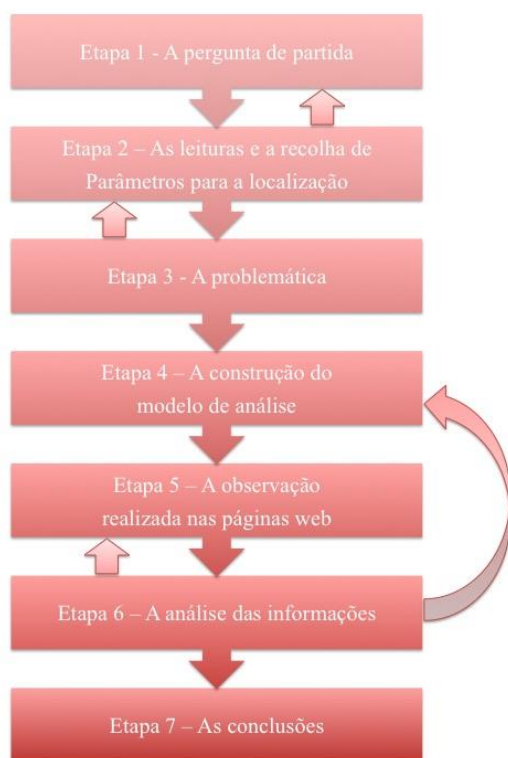 Etapa 1 - A pergunta de partida
Etapa 2 – As leituras e a recolha de
Parâmetros para a localização
Etapa 3 - A problemática
Etapa 4 – A construção do
modelo de análise
Etapa 5 – A observação
realizada nas páginas web
Etapa 6 – A análise das informações
Etapa 7 – As conclusões